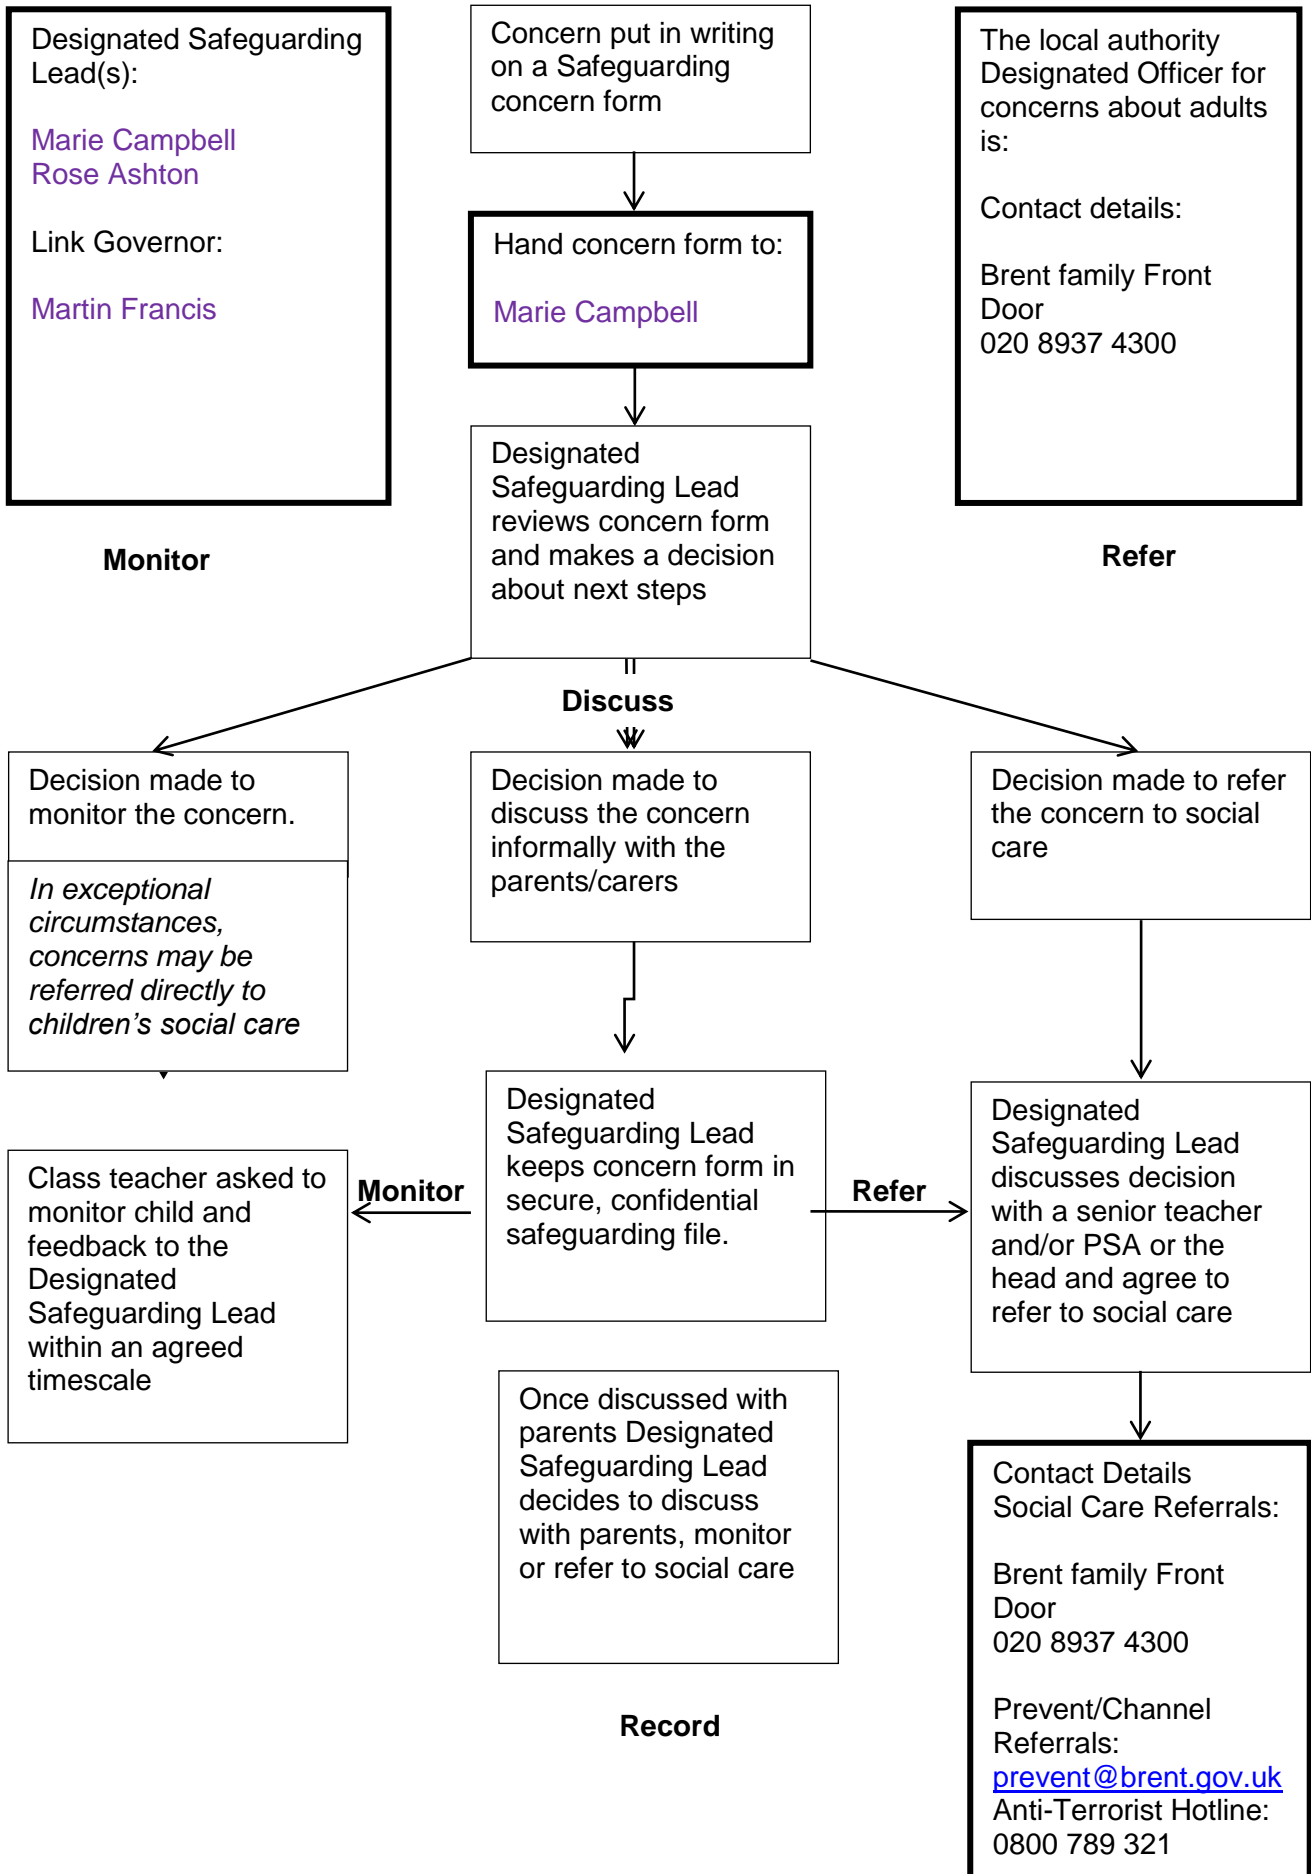 Designated Safeguarding
Lead(s):
Marie Campbell
Rose Ashton
Link Governor:
Martin Francis
Concern put in writing
on a Safeguarding
concern form
The local authority
Designated Officer for
concerns about adults
is:
Contact details:
Brent family Front
Door
020 8937 4300
Hand concern form to:
Marie Campbell
Designated
Safeguarding Lead
reviews concern form
and makes a decision
about next steps
Monitor
Refer
Discuss
Decision made to
monitor the concern.
In exceptional
circumstances,
concerns may be
referred directly to
children’s social care
Decision made to
discuss the concern
informally with the
parents/carers
Decision made to refer
the concern to social
care
Class teacher asked to
monitor child and
feedback to the
Designated
Safeguarding Lead
within an agreed
timescale
Monitor
Designated
Safeguarding Lead
keeps concern form in
secure, confidential
safeguarding file.
Refer
Designated
Safeguarding Lead
discusses decision
with a senior teacher
and/or PSA or the
head and agree to
refer to social care
Once discussed with
parents Designated
Safeguarding Lead
decides to discuss
with parents, monitor
or refer to social care
Record
Contact Details
Social Care Referrals:
Brent family Front
Door
020 8937 4300
Prevent/Channel
Referrals:
prevent@brent.gov.uk
Anti-Terrorist Hotline:
0800 789 321